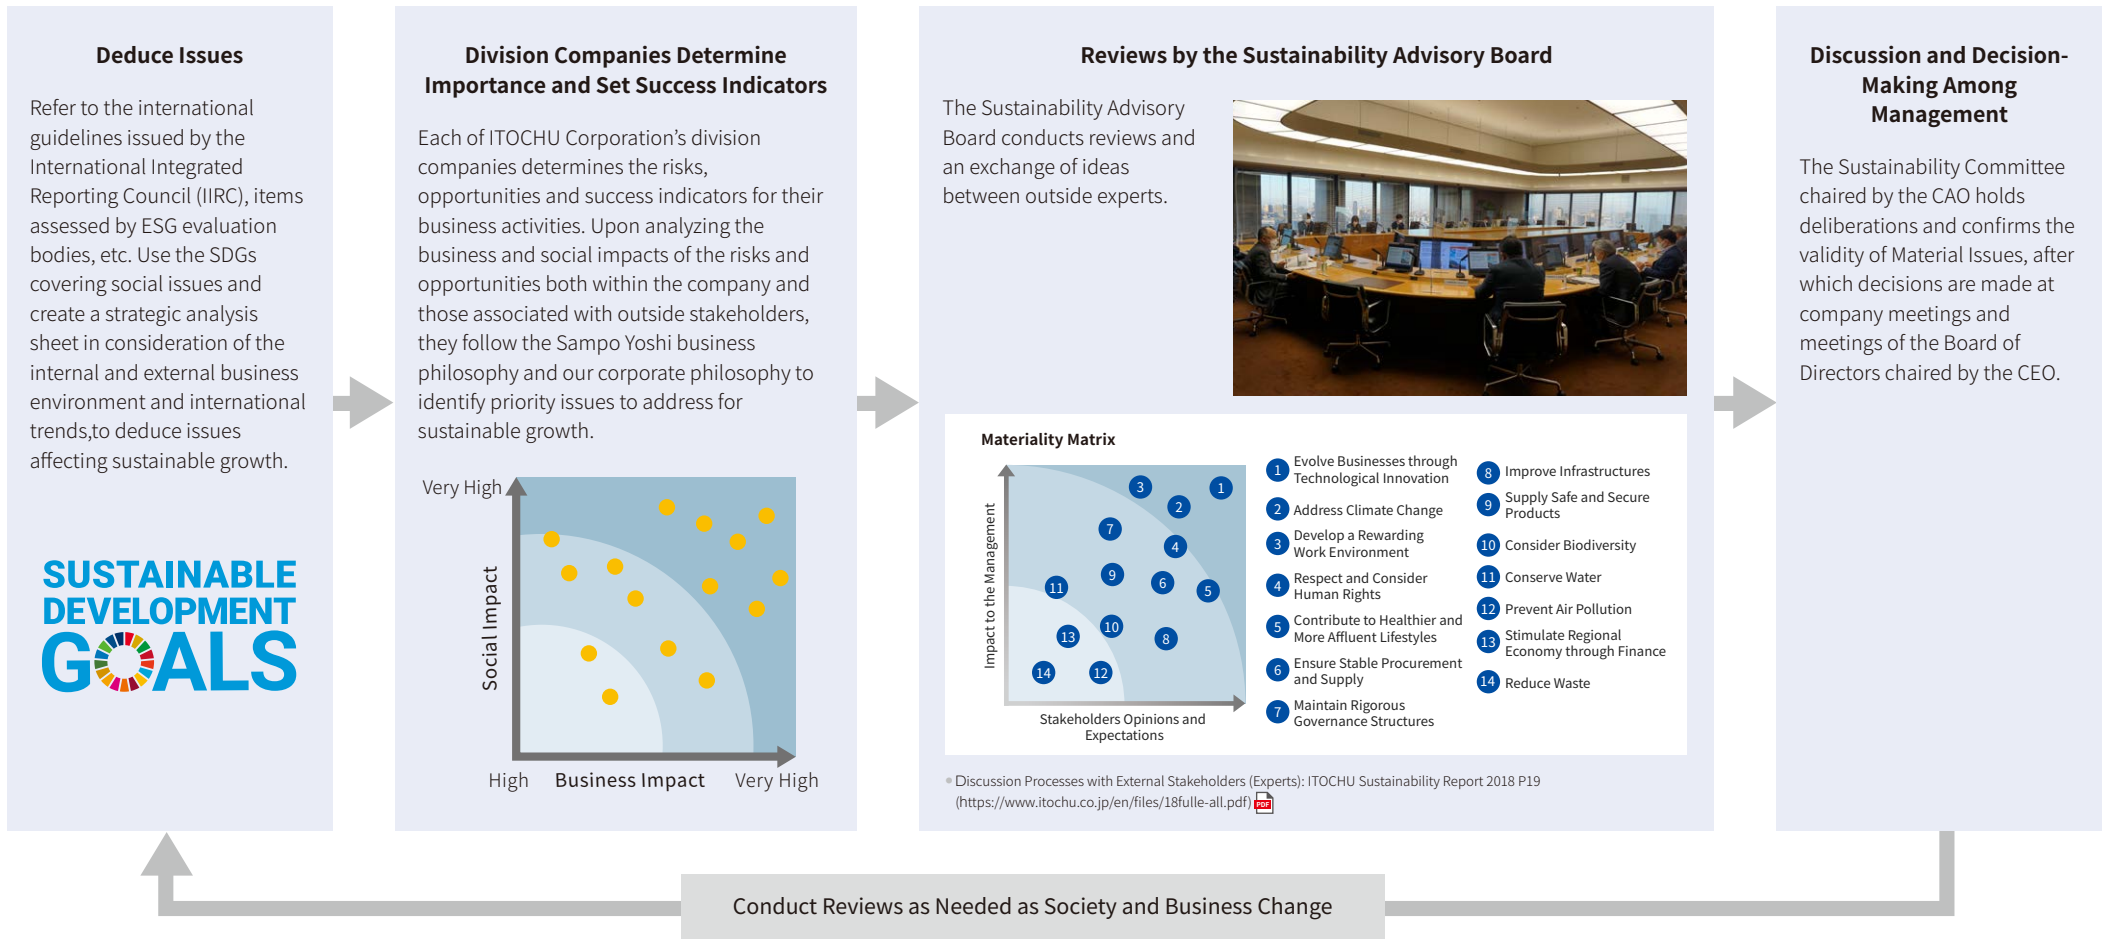 Deduce Issues
Refer to the international
guidelines issued by the
International Integrated
Reporting Council (IIRC), items
assessed by ESG evaluation
bodies, etc. Use the SDGs
covering social issues and
create a strategic analysis
sheet in consideration of the
internal and external business
environment and international
trends,to deduce issues
affecting sustainable growth.
SUSTAINABLE
DEVELOPMENT
GOALS
Division Companies Determine
Importance and Set Success Indicators
Each of ITOCHU Corporation’s division
companies determines the risks,
opportunities and success indicators for their
business activities. Upon analyzing the
business and social impacts of the risks and
opportunities both within the company and
those associated with outside stakeholders,
they follow the Sampo Yoshi business
philosophy and our corporate philosophy to
identify priority issues to address for
sustainable growth.
Very High
Social Impact
High
Business Impact
Very High
Reviews by the Sustainability Advisory Board
The Sustainability Advisory
Board conducts reviews and
an exchange of ideas
between outside experts.
Materiality Matrix
Impact to the Management
3
1
2
7
4
9
6
11
5
10
13
8
14
12
Stakeholders Opinions and
Expectations
1 Evolve Businesses through
Technological Innovation
2 Address Climate Change
3 Develop a Rewarding
Work Environment
4 Respect and Consider
Human Rights
5 Contribute to Healthier and
More Affluent Lifestyles
6 Ensure Stable Procurement
and Supply
7 Maintain Rigorous
Governance Structures
8 Improve Infrastructures
9 Supply Safe and Secure
Products
10 Consider Biodiversity
11 Conserve Water
12 Prevent Air Pollution
13 Stimulate Regional
Economy through Finance
14 Reduce Waste
Discussion Processes with External Stakeholders (Experts): ITOCHU Sustainability Report 2018 P19
(https://www.itochu.co.jp/en/files/18fulle-all.pdf) PDF
Discussion and Decision-
Making Among
Management
The Sustainability Committee
chaired by the CAO holds
deliberations and confirms the
validity of Material Issues, after
which decisions are made at
company meetings and
meetings of the Board of
Directors chaired by the CEO.
Conduct Reviews as Needed as Society and Business Change